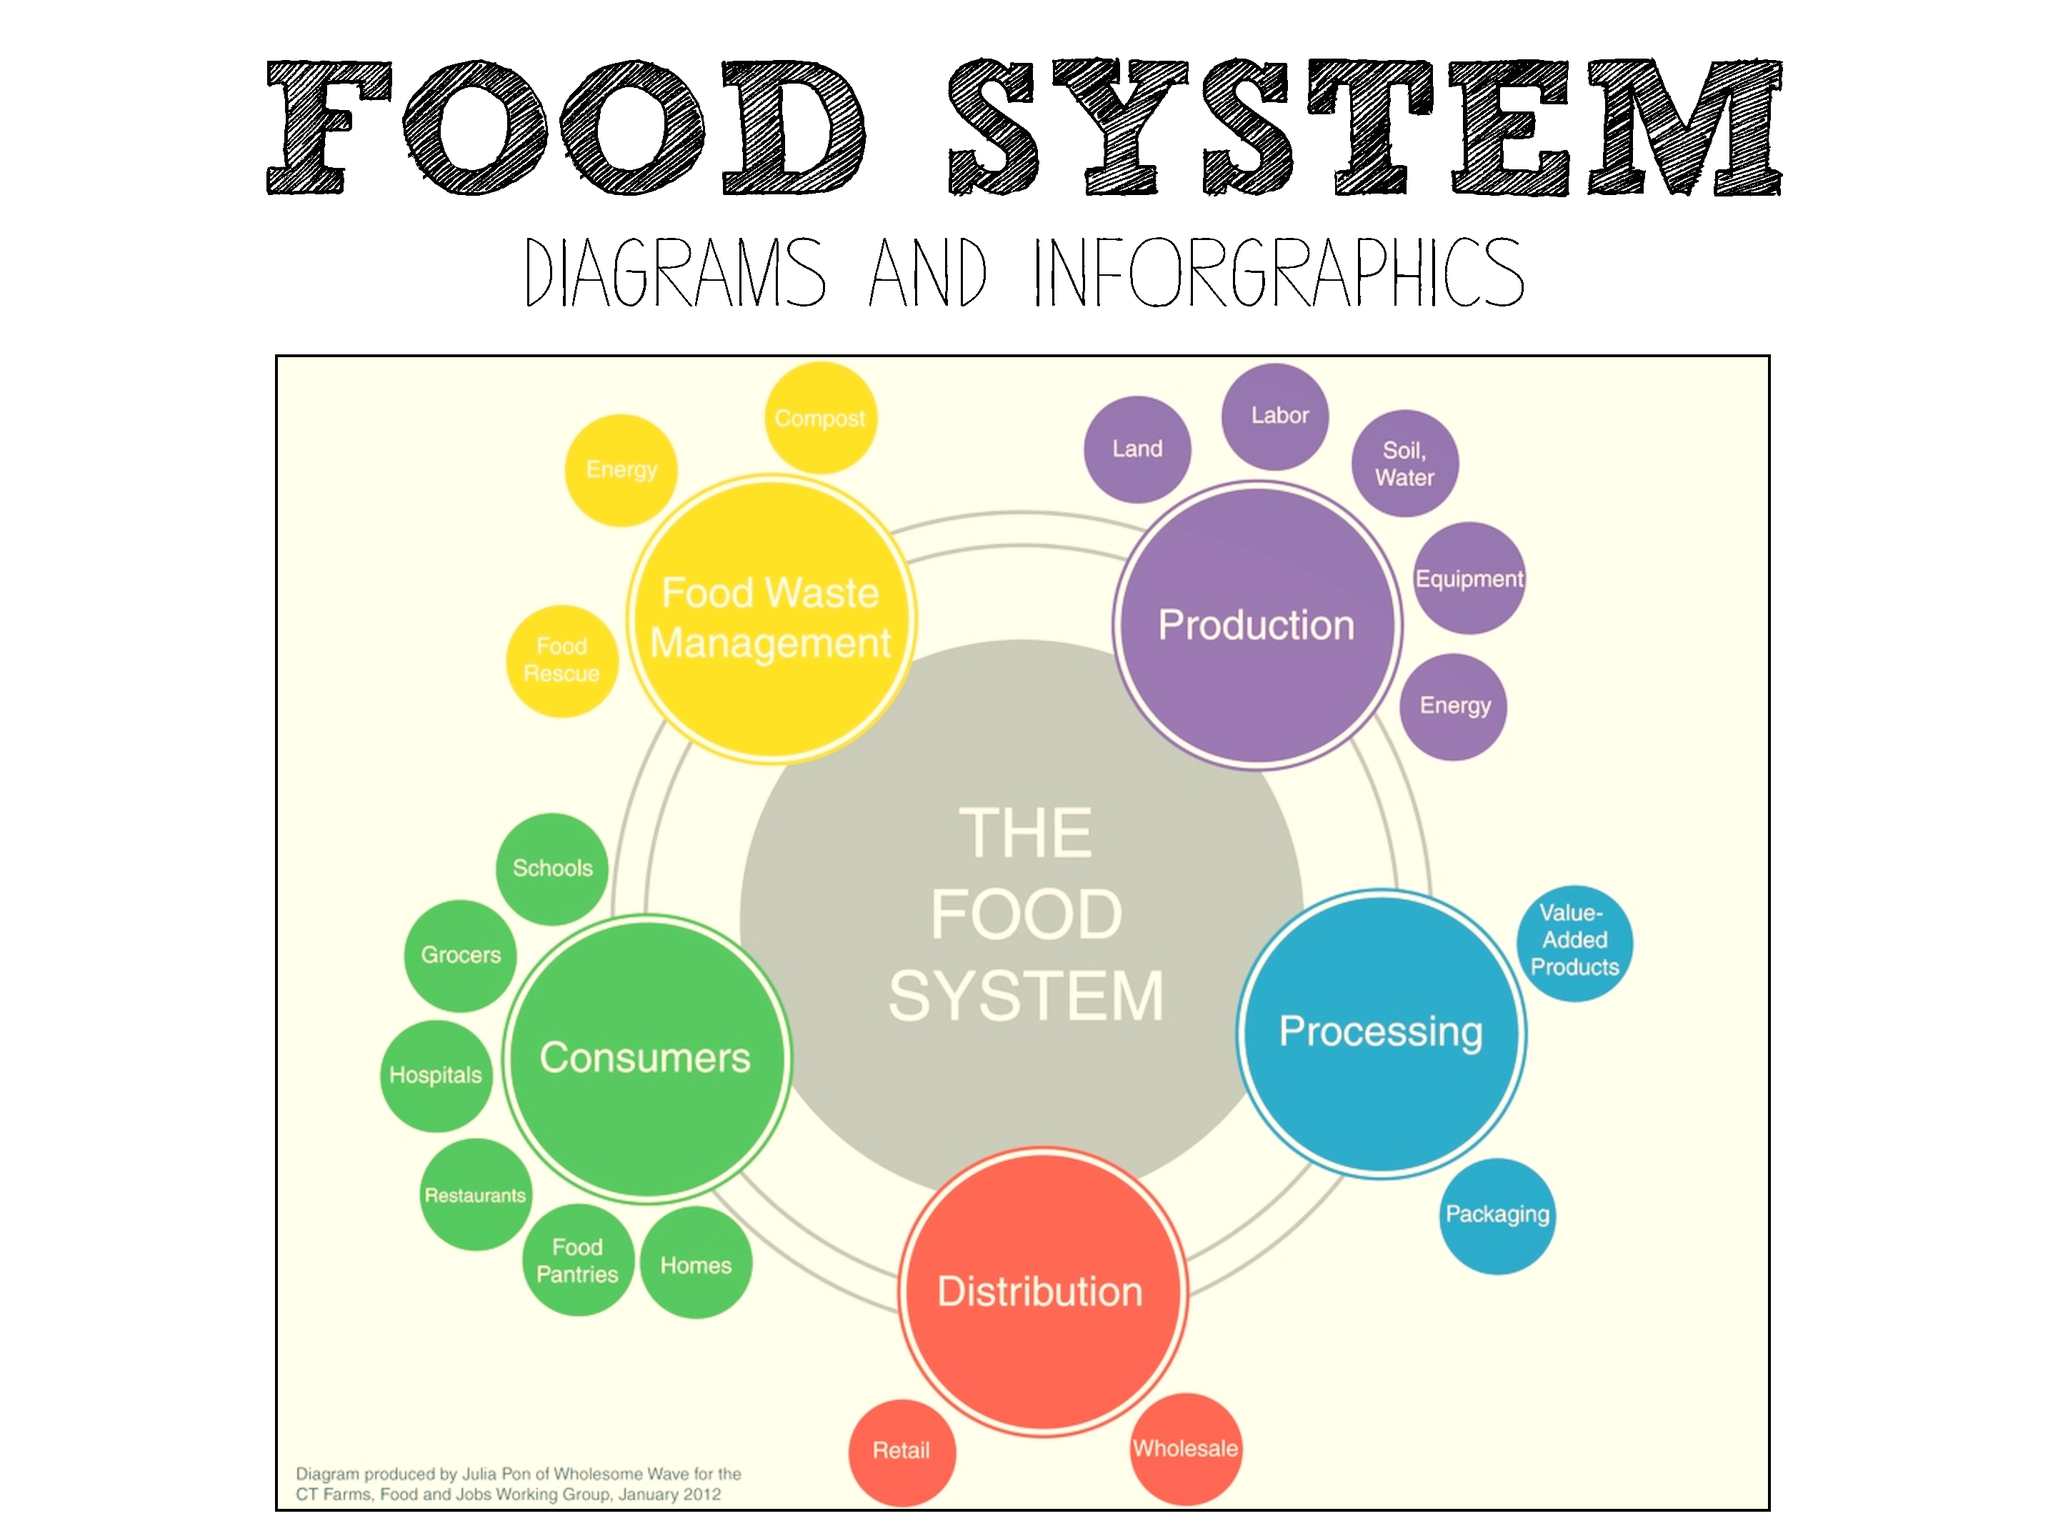 FOOD SYSTEM
DIAGRAMS AND INFORGRAPHICS
Compost
Energy
Food Waste
Management
Food
Rescue
Land
Labor
Soil,
Water
Equipment
Production
Energy
THE
FOOD
SYSTEM
Value-
Added
Products
Processing
Packaging
Distribution
Wholesale
Retail
Schools
Grocers
Consumers
Hospitals
Restaurants
Food
Pantries
Homes
Diagram produced by Julia Pon of Wholesome Wave for the
CT Farms, Food and Jobs Working Group, January 2012